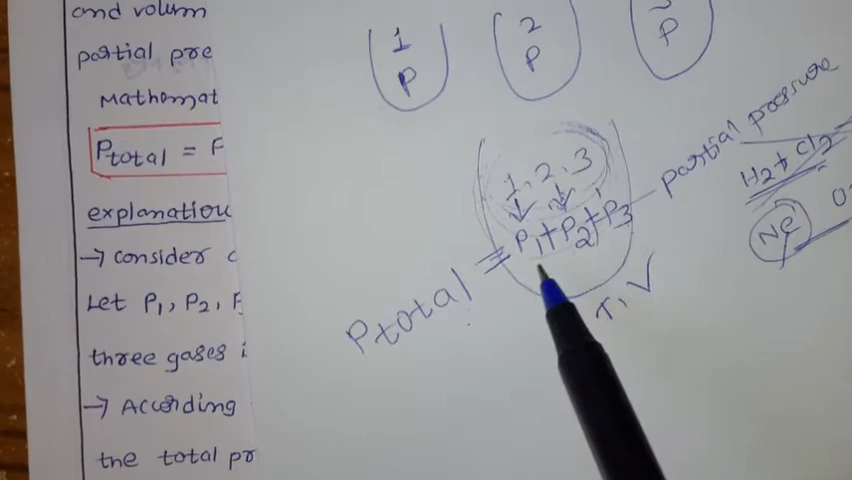 and volum
partial pre
Mathemat
Ptotal = P
explanation
→ consider c
Let P1, P2, P
three gases i
→ According
the total pr
1
P
2
P
P
1, 2, 3
Ptotal = P1+P2+P3
partial pressure
T, V
H2 + Cl2
Ne